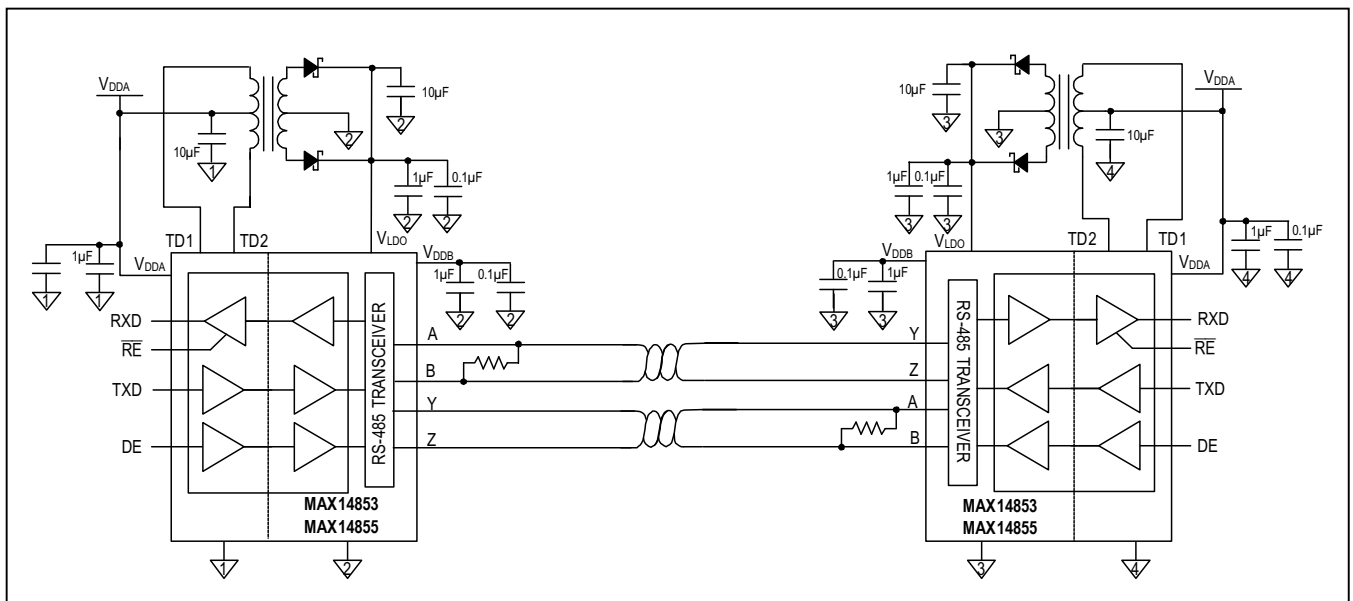 VDDA
10µF
2
2
10µF
1
1µF
0.1µF
2
2
TD1
TD2
VLDO
1µF
VDDA
1
1
VDDB
1µF
0.1µF
2
2
RXD
RE
TXD
DE
RS-485 TRANSCEIVER
A
B
Y
Z
MAX14853
MAX14855
1
2
10µF
3
3
VDDA
10µF
4
1µF
0.1µF
3
3
VLDO
TD2
TD1
1µF
0.1µF
VDDA
4
4
VDDB
0.1µF
1µF
3
3
Y
Z
A
B
RS-485 TRANSCEIVER
RXD
RE
TXD
DE
MAX14853
MAX14855
3
4